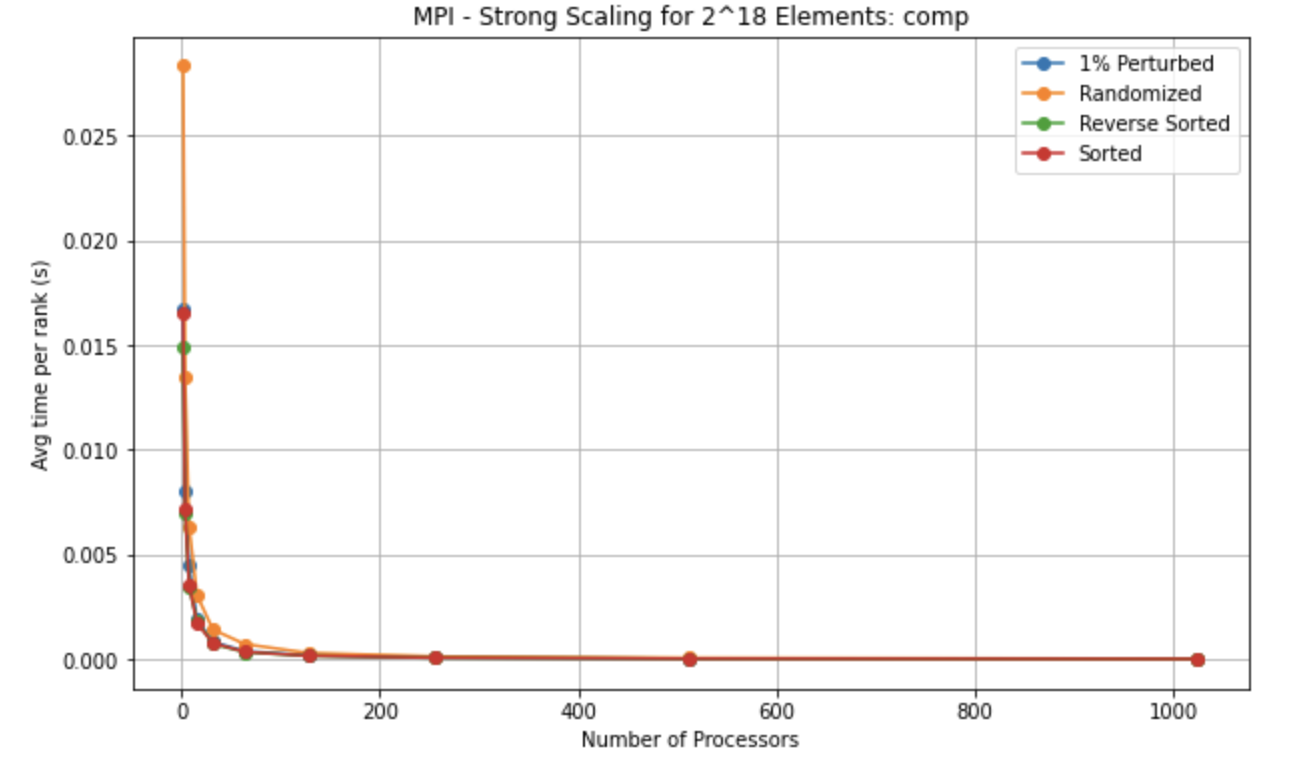 MPI - Strong Scaling for 2^18 Elements: comp
1% Perturbed
Randomized
Reverse Sorted
Sorted
Avg time per rank (s)
0.025
0.020
0.015
0.010
0.005
0.000
0 200 400 600 800 1000
Number of Processors